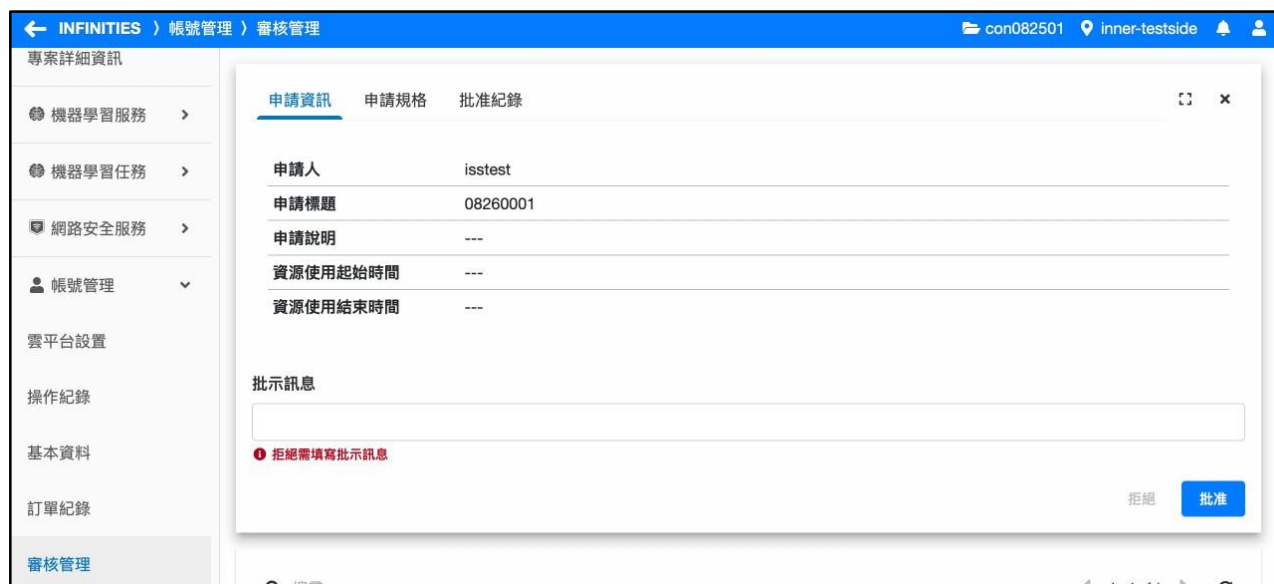 INFINITIES 〉帳號管理 〉審核管理
con082501 inner-testside
專案詳細資訊
機器學習服務
機器學習任務
網路安全服務
帳號管理
雲平台設置
操作紀錄
基本資料
訂單紀錄
審核管理
申請資訊 申請規格 批准紀錄
申請人 isstest
申請標題 08260001
申請說明 ---
資源使用起始時間 ---
資源使用結束時間 ---
批示訊息
拒絕需填寫批示訊息
拒絕 批准